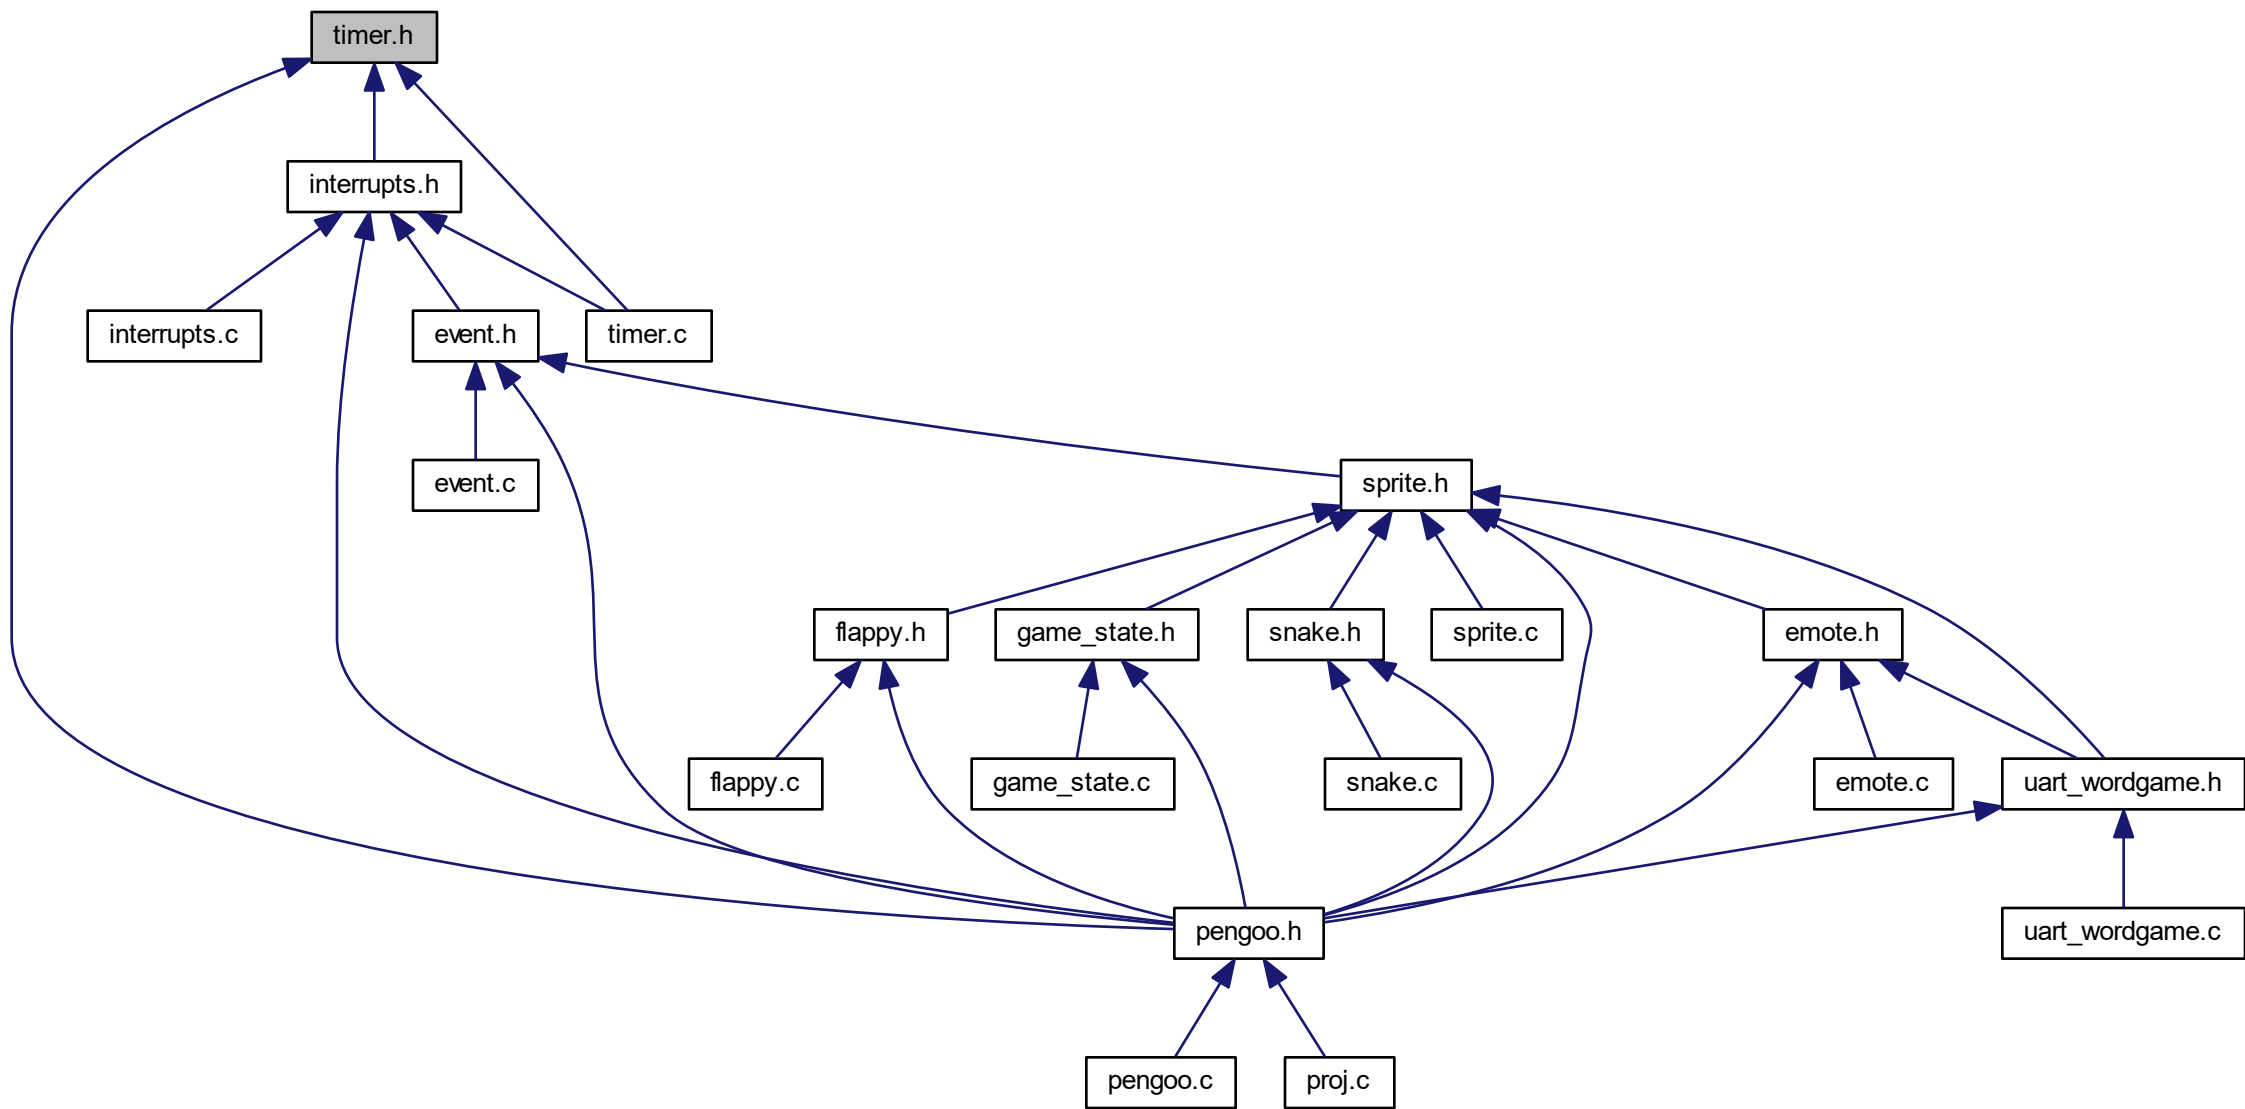 timer.h
interrupts.h
interrupts.c
event.h
timer.c
event.c
sprite.h
flappy.h
game_state.h
snake.h
sprite.c
emote.h
flappy.c
game_state.c
snake.c
emote.c
uart_wordgame.h
pengoo.h
uart_wordgame.c
pengoo.c
proj.c